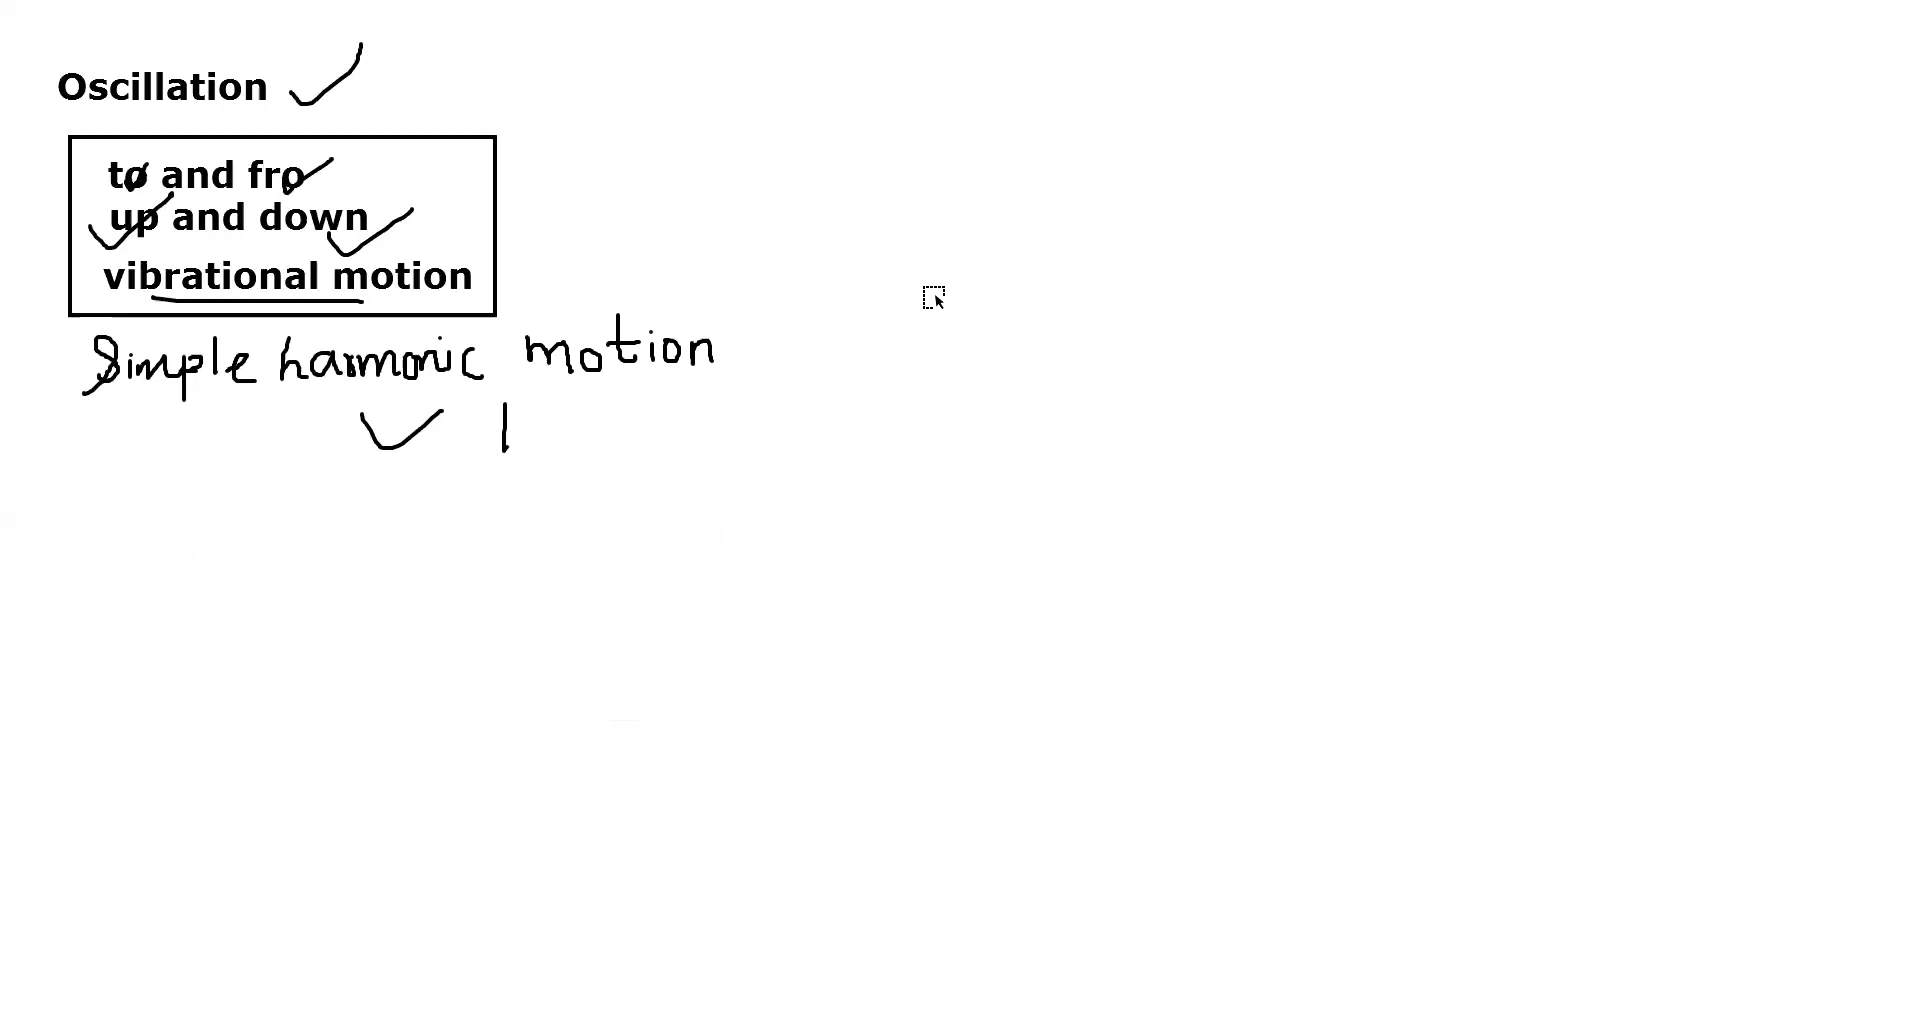 Oscillation
to and fro
up and down
vibrational motion
Simple harmonic motion